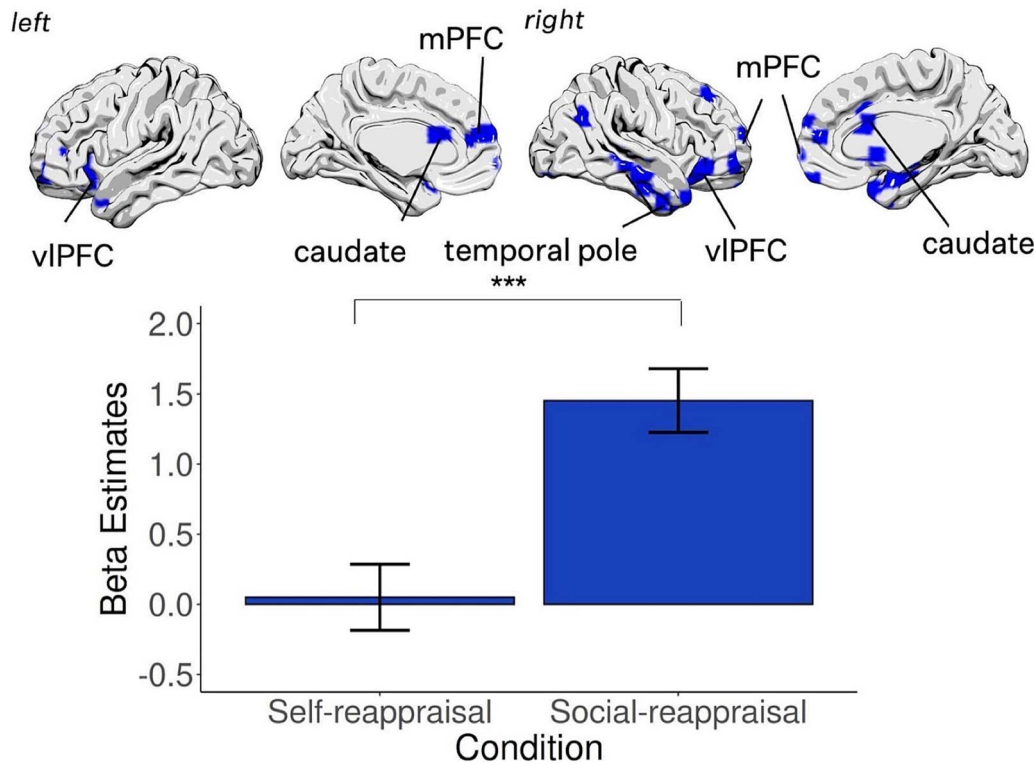 left
right
mPFC
mPFC
vlPFC
caudate
temporal pole
vlPFC
caudate
***
2.0
1.5
1.0
0.5
0.0
-0.5
Beta Estimates
Self-reappraisal
Social-reappraisal
Condition